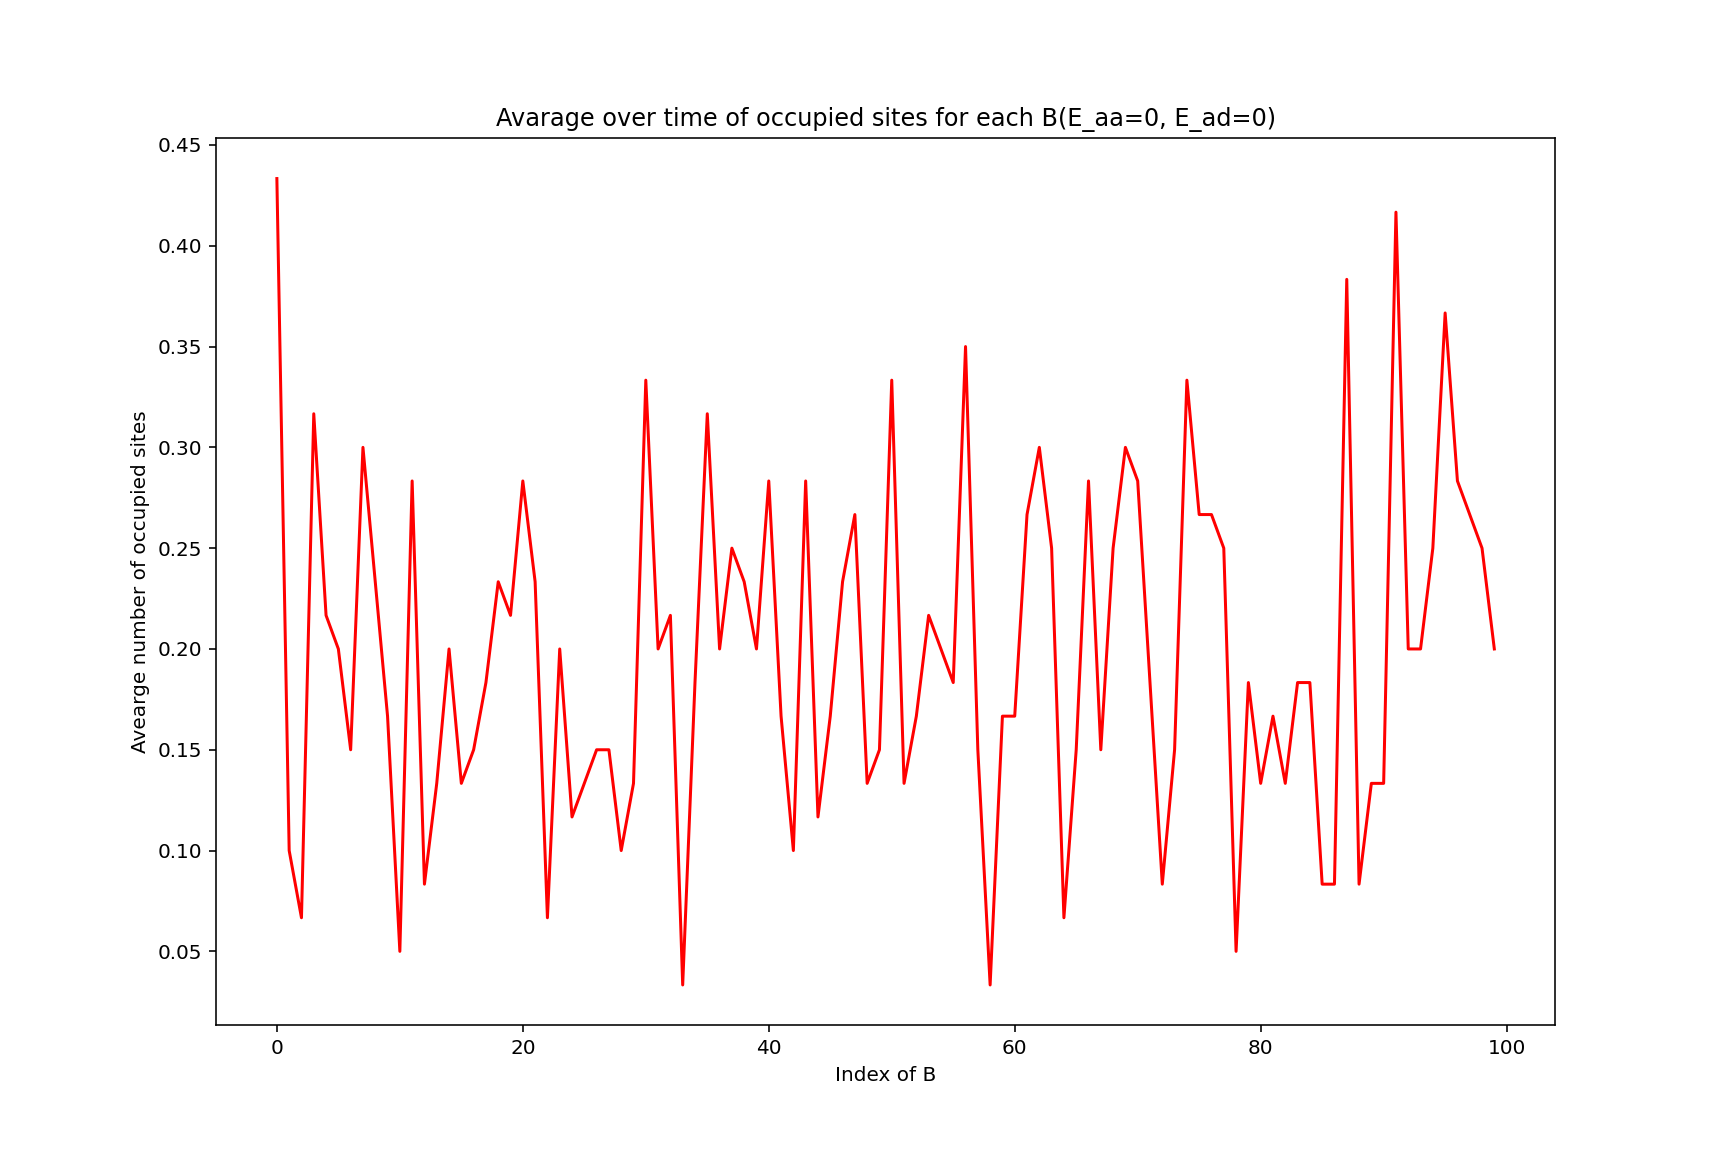 Avarage over time of occupied sites for each B(E_aa=0, E_ad=0)
0.45
0.40
0.35
0.30
0.25
0.20
0.15
0.10
0.05
Avearge number of occupied sites
0 20 40 60 80 100
Index of B